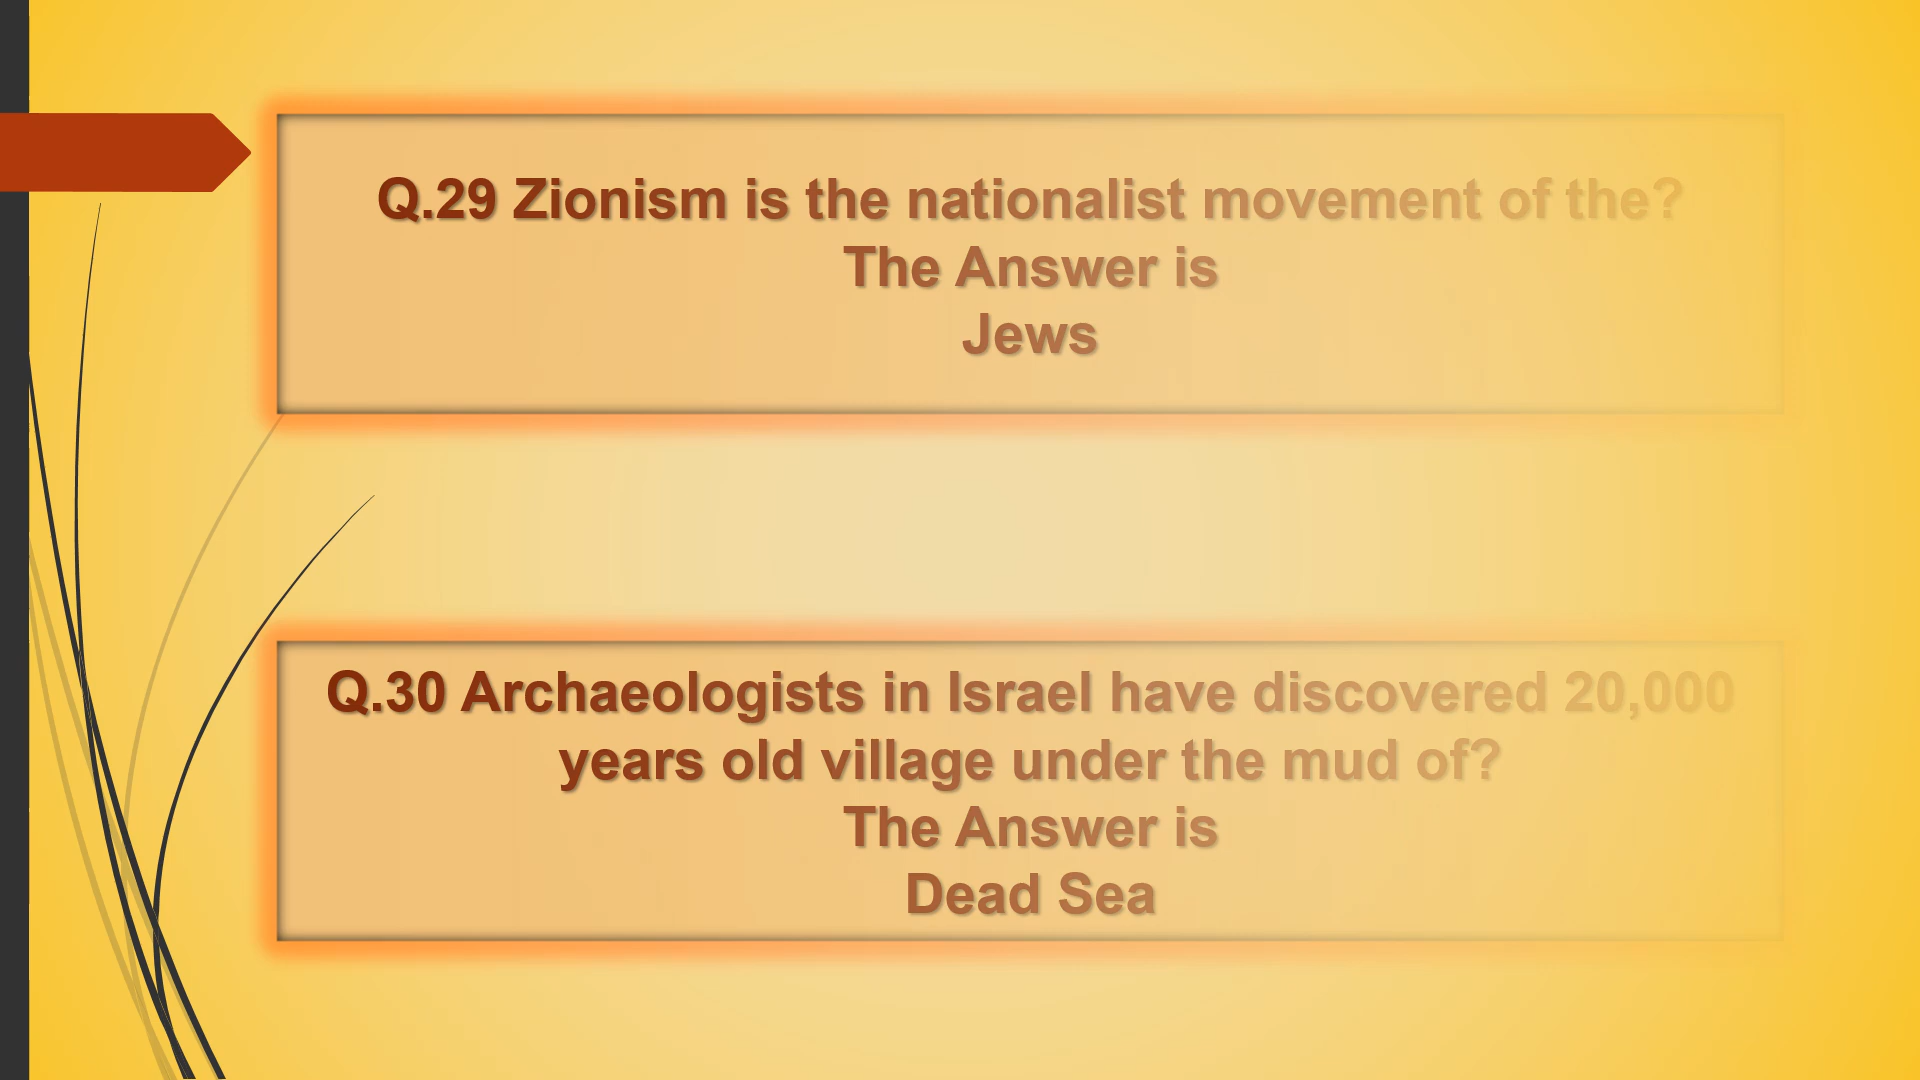 Q.29 Zionism is the nationalist movement of the?
The Answer is
Jews
Q.30 Archaeologists in Israel have discovered 20,000
years old village under the mud of?
The Answer is
Dead Sea